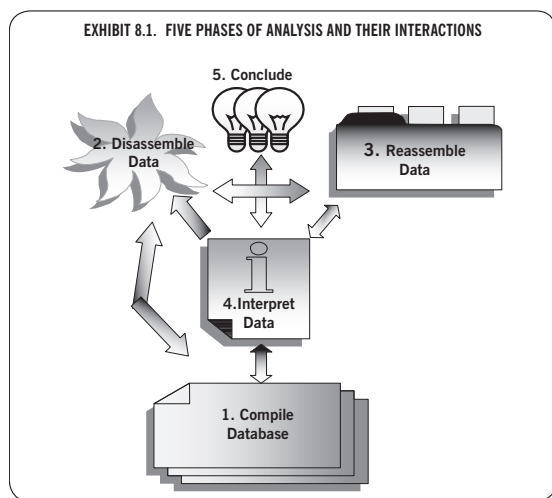 EXHIBIT 8.1. FIVE PHASES OF ANALYSIS AND THEIR INTERACTIONS
5. Conclude
2. Disassemble
Data
3. Reassemble
Data
4.Interpret
Data
1. Compile
Database